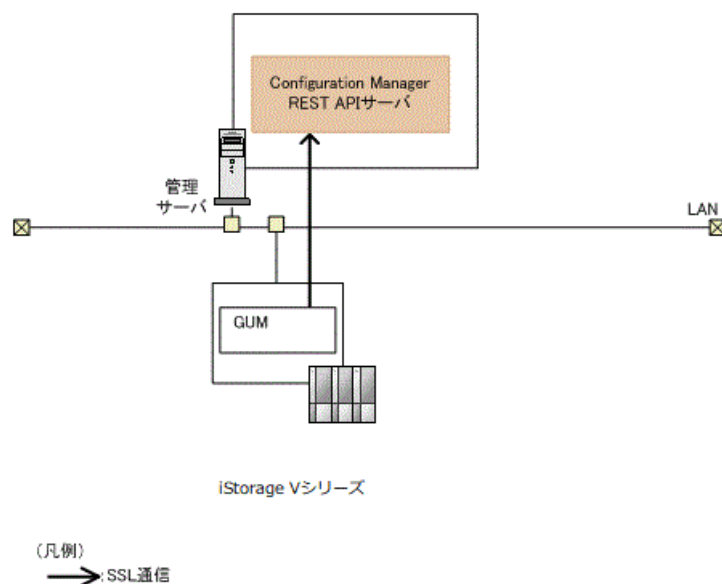 Configuration Manager
REST APIサーバ
管理
サーバ
LAN
GUM
iStorage Vシリーズ
(凡例)
:SSL通信